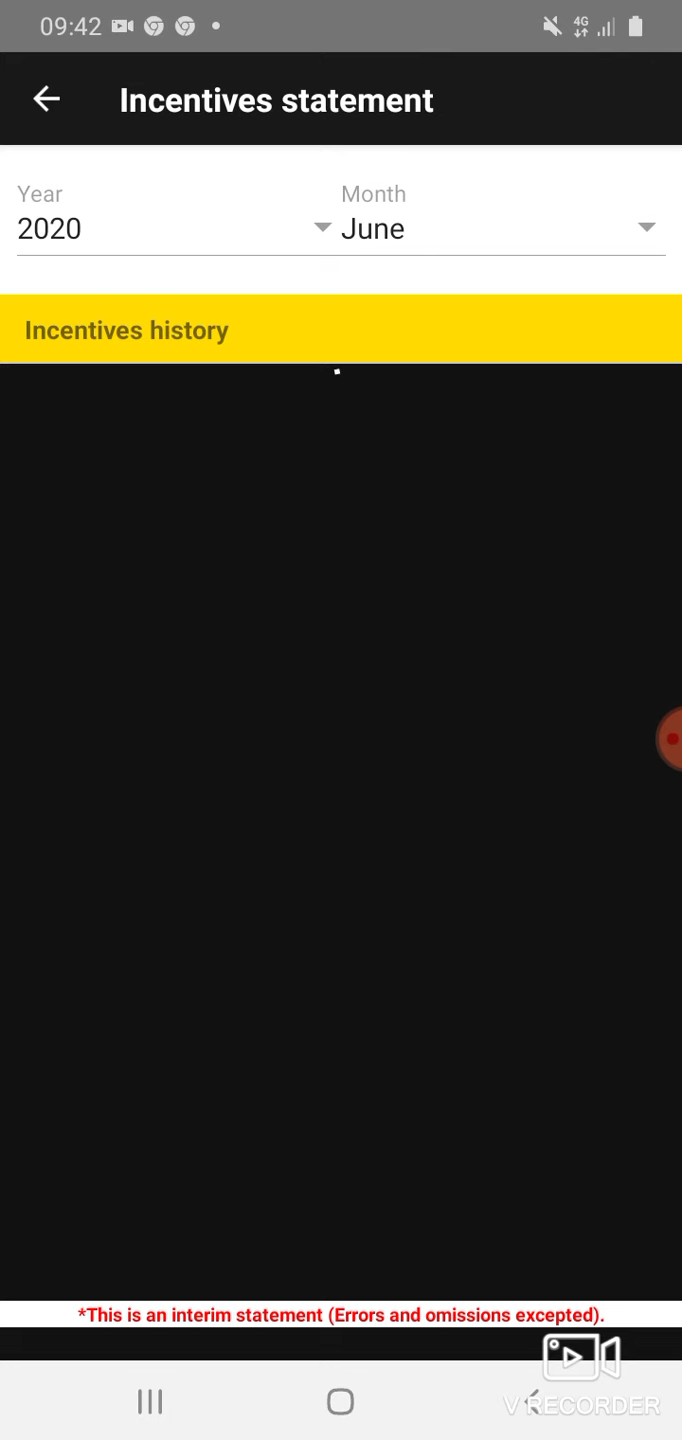 09:42
4G
Incentives statement
Year
Month
2020
June
Incentives history
*This is an interim statement (Errors and omissions excepted).
V RECORDER